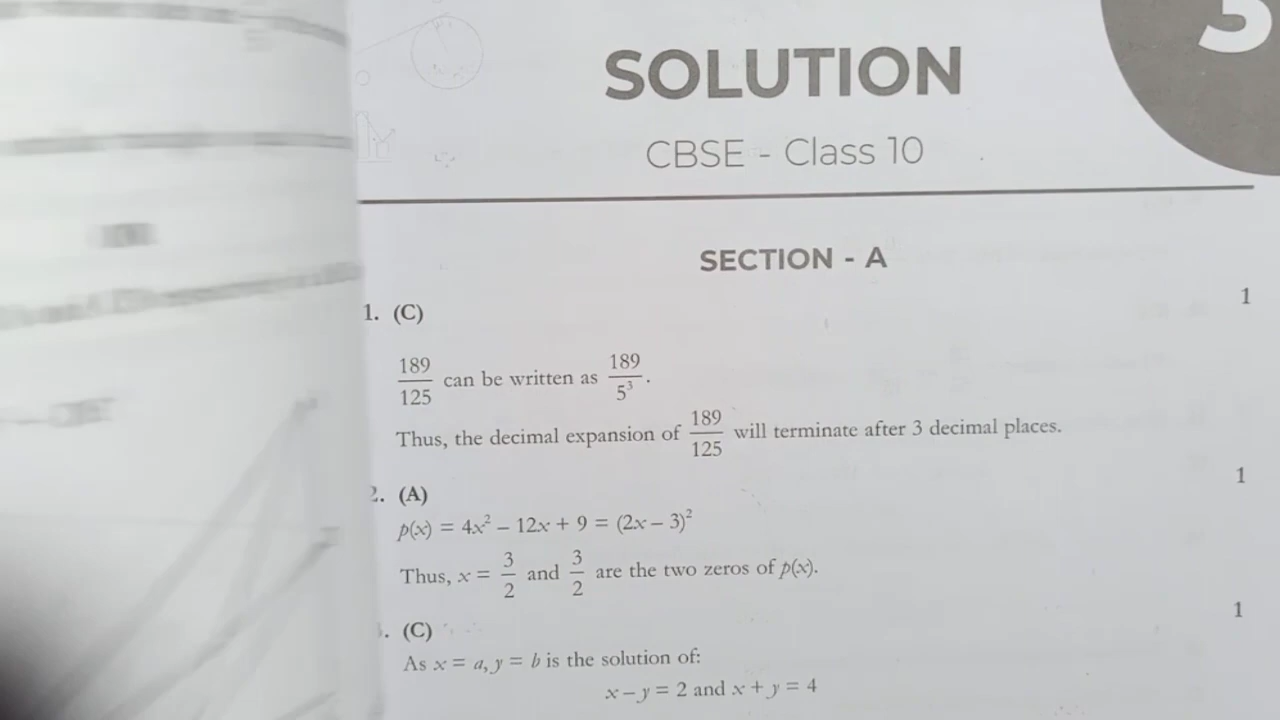 3
SOLUTION
CBSE - Class 10
SECTION - A
1. (C) 1
189/125 can be written as 189/5³.
Thus, the decimal expansion of 189/125 will terminate after 3 decimal places.
2. (A) 1
p(x) = 4x² – 12x + 9 = (2x – 3)²
Thus, x = 3/2 and 3/2 are the two zeros of p(x).
. (C) 1
As x = a, y = b is the solution of:
x – y = 2 and x + y = 4